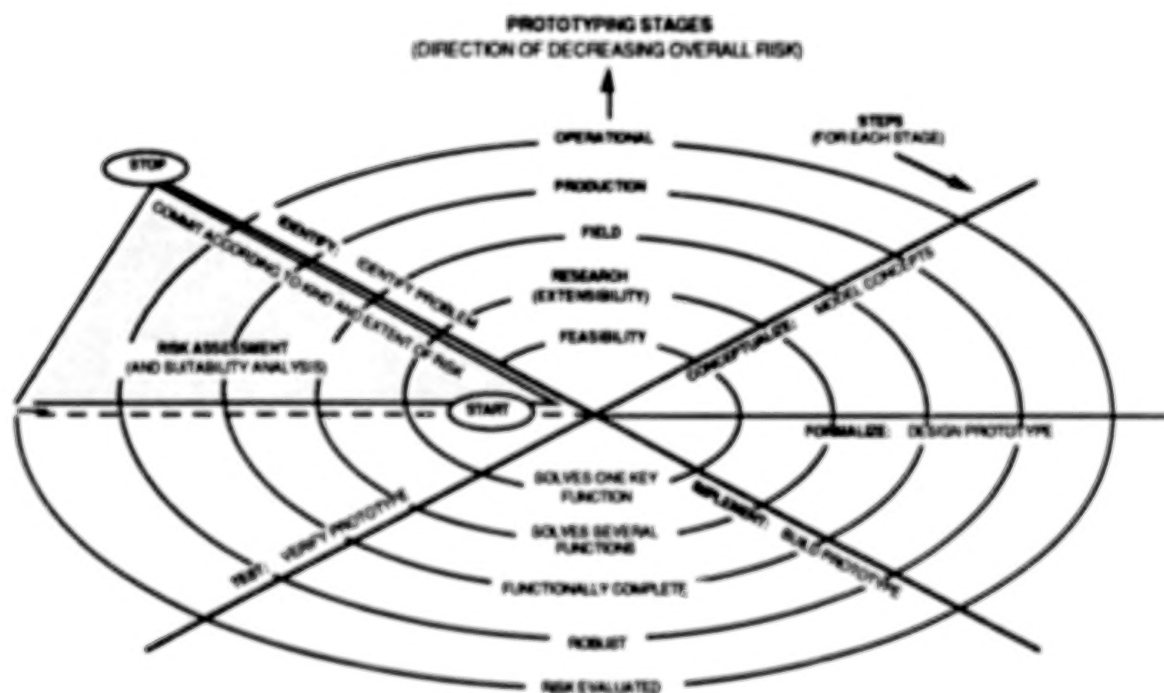 PROTOTYPING STAGES
(DIRECTION OF DECREASING OVERALL RISK)
STEPS
(FOR EACH STAGE)
OPERATIONAL
STOP
PRODUCTION
IDENTIFY: IDENTIFY PROBLEM
COMMIT ACCORDING TO KIND AND EXTENT OF RISK
FIELD
RESEARCH
(EXTENSIBILITY)
CONCEPTUALIZE: MODEL CONCEPTS
FEASIBILITY
RISK ASSESSMENT
(AND SUITABILITY ANALYSIS)
START
FORMALIZE: DESIGN PROTOTYPE
SOLVES ONE KEY
FUNCTION
IMPLEMENT: BUILD PROTOTYPE
TEST: VERIFY PROTOTYPE
SOLVES SEVERAL
FUNCTIONS
FUNCTIONALLY COMPLETE
ROBUST
RISK EVALUATED